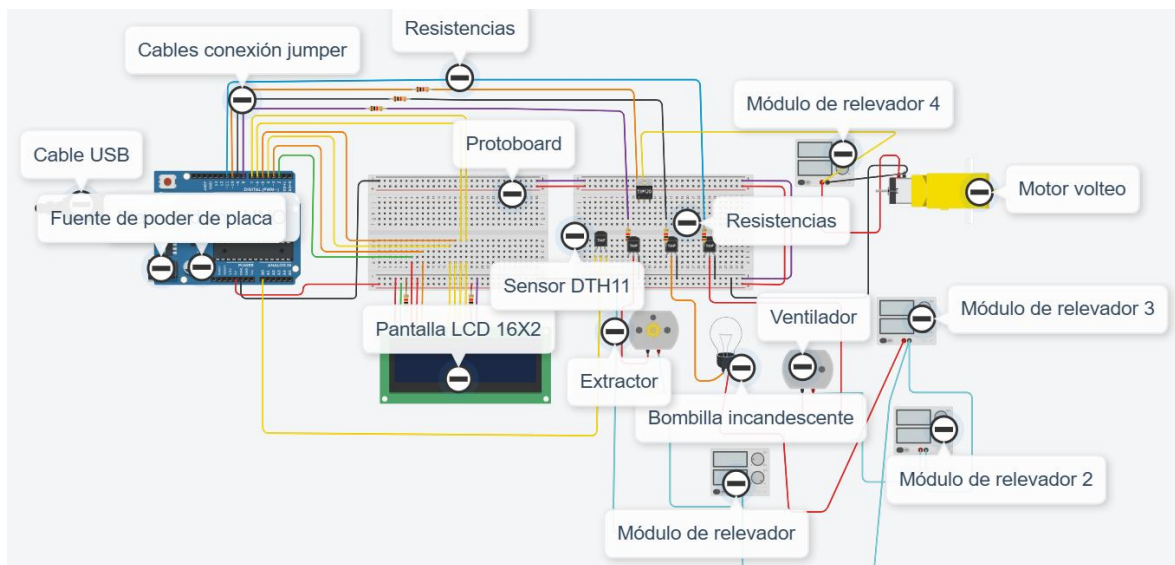 Resistencias
Cables conexión jumper
Módulo de relevador 4
Cable USB
Protoboard
Motor volteo
Fuente de poder de placa
Resistencias
Sensor DTH11
Pantalla LCD 16X2
Ventilador
Módulo de relevador 3
Extractor
Bombilla incandescente
Módulo de relevador 2
Módulo de relevador